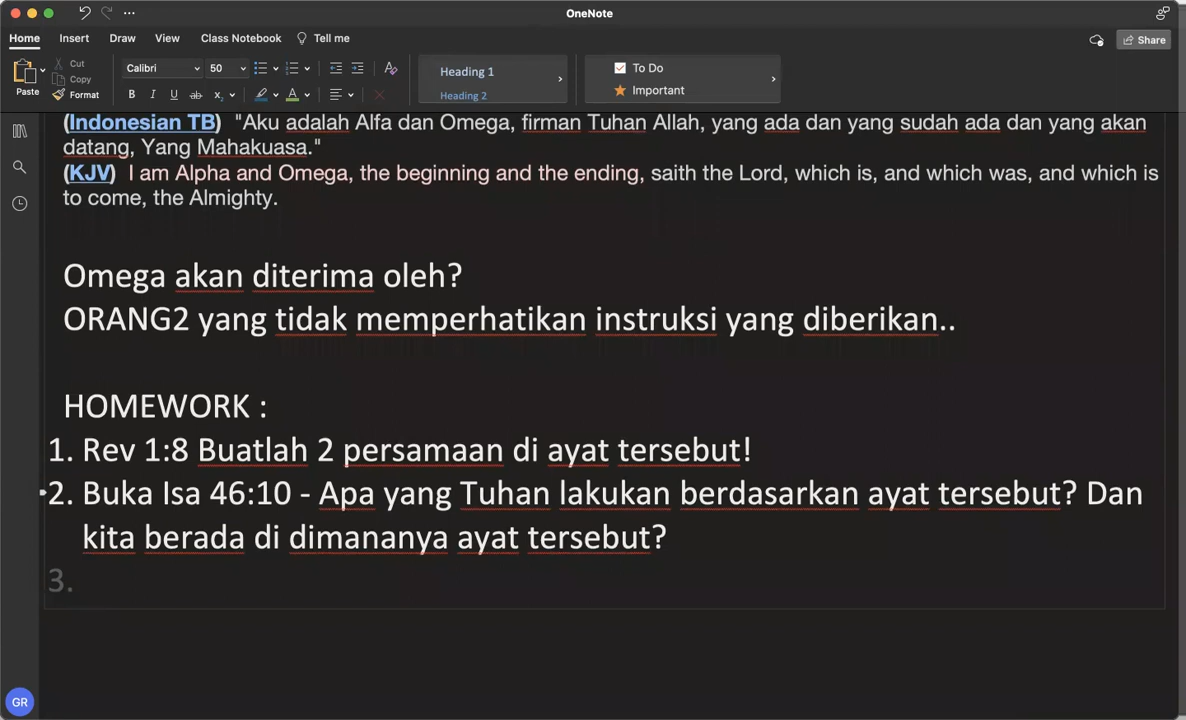 OneNote
Home Insert Draw View Class Notebook Tell me
Share
Paste
Cut
Copy
Format
Calibri 50
B I U ab x₂ A
Heading 1
Heading 2
To Do
Important
(Indonesian TB) "Aku adalah Alfa dan Omega, firman Tuhan Allah, yang ada dan yang sudah ada dan yang akan
datang, Yang Mahakuasa."
(KJV) I am Alpha and Omega, the beginning and the ending, saith the Lord, which is, and which was, and which is
to come, the Almighty.
Omega akan diterima oleh?
ORANG2 yang tidak memperhatikan instruksi yang diberikan..
HOMEWORK :
1. Rev 1:8 Buatlah 2 persamaan di ayat tersebut!
2. Buka Isa 46:10 - Apa yang Tuhan lakukan berdasarkan ayat tersebut? Dan
kita berada di dimananya ayat tersebut?
3.
GR